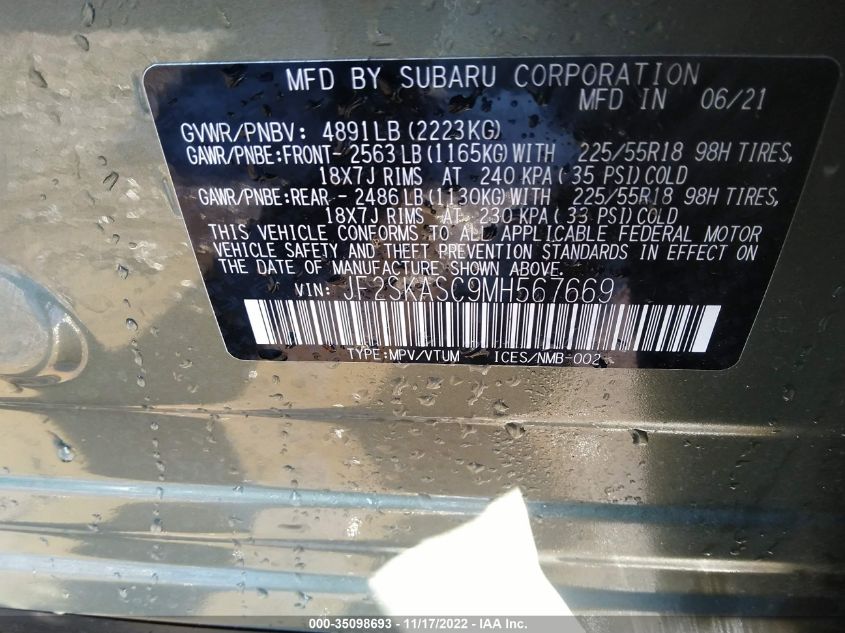 MFD BY SUBARU CORPORATION
MFD IN 06/21
GVWR/PNBV: 4891LB (2223KG)
GAWR/PNBE:FRONT-2563 LB (1165KG) WITH 225/55R18 98H TIRES,
18X7J RIMS AT 240 KPA ( 35 PSI) COLD
GAWR/PNBE:REAR - 2486 LB (1130KG) WITH 225/55R18 98H TIRES,
18X7J RIMS AT 230 KPA ( 33 PSI) COLD
THIS VEHICLE CONFORMS TO ALL APPLICABLE FEDERAL MOTOR
VEHICLE SAFETY AND THEFT PREVENTION STANDARDS IN EFFECT ON
THE DATE OF MANUFACTURE SHOWN ABOVE.
VIN: JF2SKASC9MH567669
TYPE:MPV/VTUM ICES/NMB-002
000-35098693 - 11/17/2022 - IAA Inc.